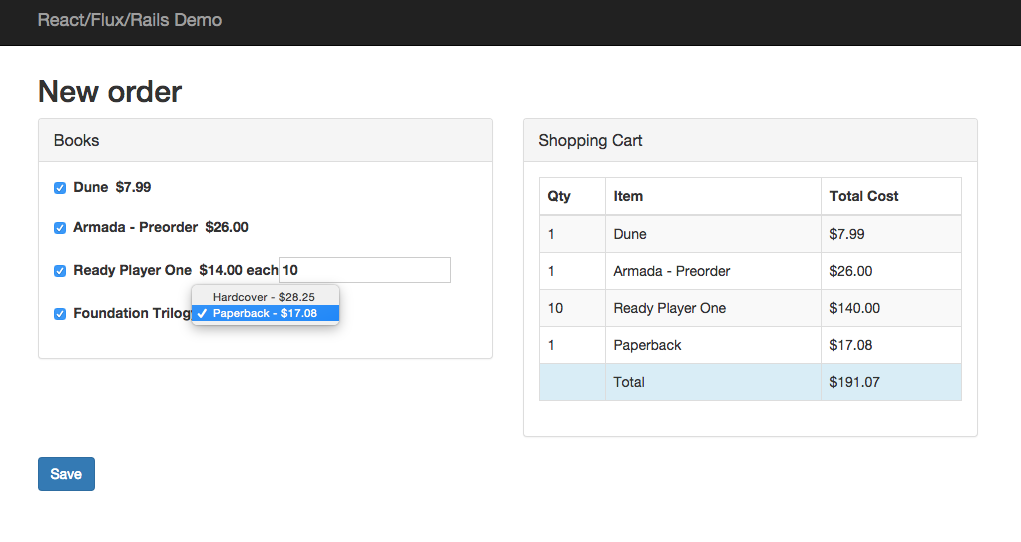 React/Flux/Rails Demo
New order
Books
Dune $7.99
Armada - Preorder $26.00
Ready Player One $14.00 each 10
Hardcover - $28.25
Foundation Trilog
Paperback - $17.08
Shopping Cart
Qty Item Total Cost
1 Dune $7.99
1 Armada - Preorder $26.00
10 Ready Player One $140.00
1 Paperback $17.08
Total $191.07
Save